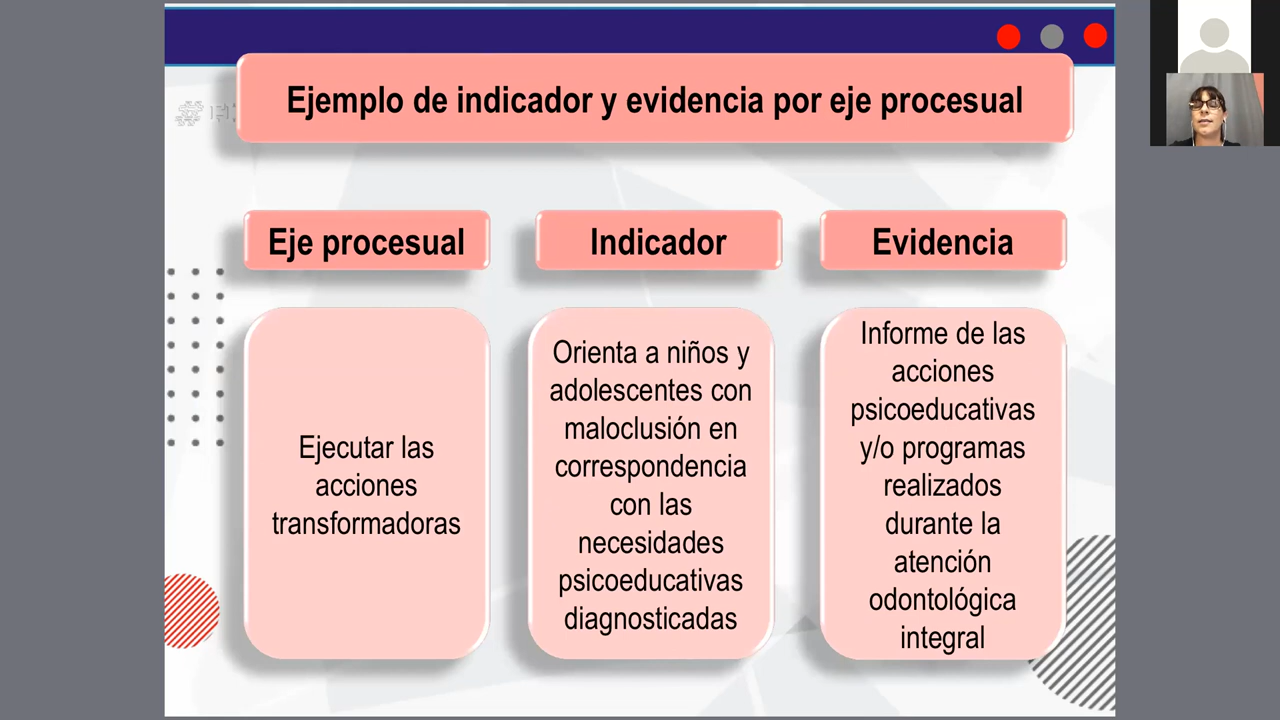 Ejemplo de indicador y evidencia por eje procesual
Eje procesual
Indicador
Evidencia
Ejecutar las
acciones
transformadoras
Orienta a niños y
adolescentes con
maloclusión en
correspondencia
con las
necesidades
psicoeducativas
diagnosticadas
Informe de las
acciones
psicoeducativas
y/o programas
realizados
durante la
atención
odontológica
integral